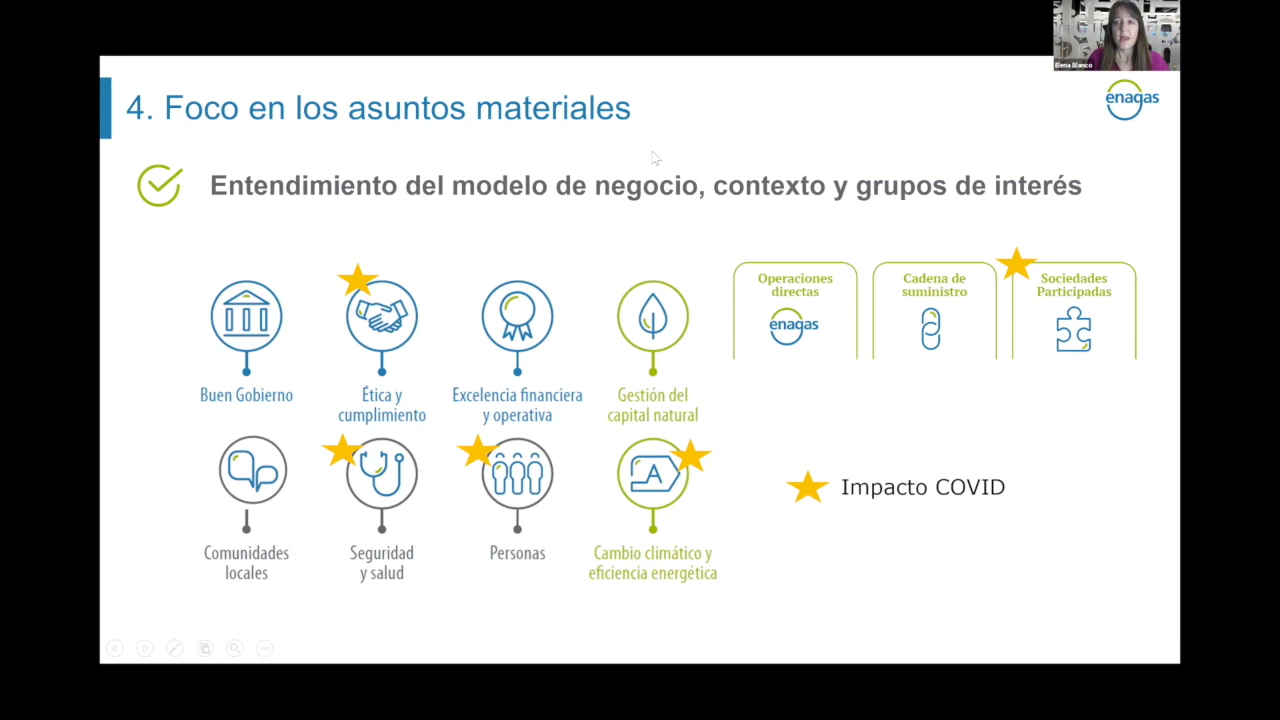 Elena Blanco
4. Foco en los asuntos materiales
enagas
Entendimiento del modelo de negocio, contexto y grupos de interés
Operaciones
directas
enagas
Cadena de
suministro
Sociedades
Participadas
Buen Gobierno
Ética y
cumplimiento
Excelencia financiera
y operativa
Gestión del
capital natural
A
Impacto COVID
Comunidades
locales
Seguridad
y salud
Personas
Cambio climático y
eficiencia energética